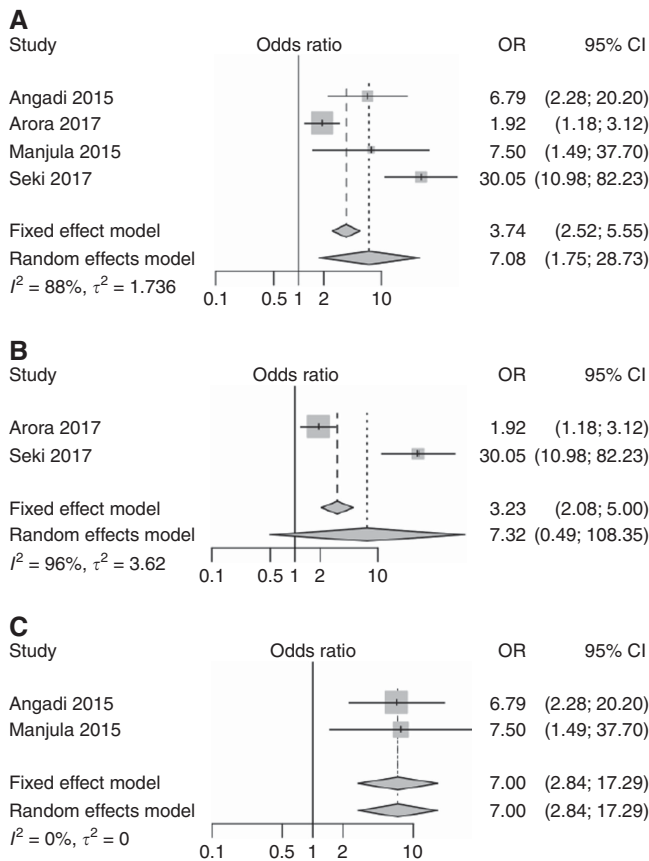 A
Study Odds ratio OR 95% CI
Angadi 2015 6.79 (2.28; 20.20)
Arora 2017 1.92 (1.18; 3.12)
Manjula 2015 7.50 (1.49; 37.70)
Seki 2017 30.05 (10.98; 82.23)
Fixed effect model 3.74 (2.52; 5.55)
Random effects model 7.08 (1.75; 28.73)
I² = 88%, τ² = 1.736
0.1 0.5 1 2 10
B
Study Odds ratio OR 95% CI
Arora 2017 1.92 (1.18; 3.12)
Seki 2017 30.05 (10.98; 82.23)
Fixed effect model 3.23 (2.08; 5.00)
Random effects model 7.32 (0.49; 108.35)
I² = 96%, τ² = 3.62
0.1 0.5 1 2 10
C
Study Odds ratio OR 95% CI
Angadi 2015 6.79 (2.28; 20.20)
Manjula 2015 7.50 (1.49; 37.70)
Fixed effect model 7.00 (2.84; 17.29)
Random effects model 7.00 (2.84; 17.29)
I² = 0%, τ² = 0
0.1 0.5 1 2 10